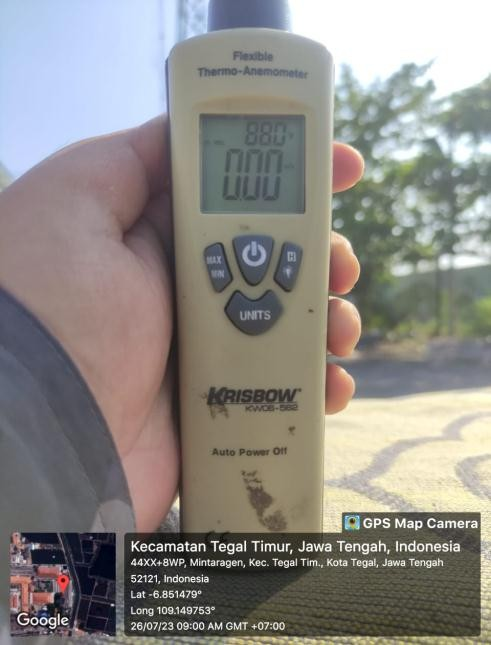 Flexible
Thermo-Anemometer
88.0
0.00
MAX
MIN
H
UNITS
KRISBOW
KW06-562
Auto Power Off
CE
GPS Map Camera
Kecamatan Tegal Timur, Jawa Tengah, Indonesia
44XX+8WP, Mintaragen, Kec. Tegal Tim., Kota Tegal, Jawa Tengah
52121, Indonesia
Lat -6.851479°
Long 109.149753°
26/07/23 09:00 AM GMT +07:00
Google